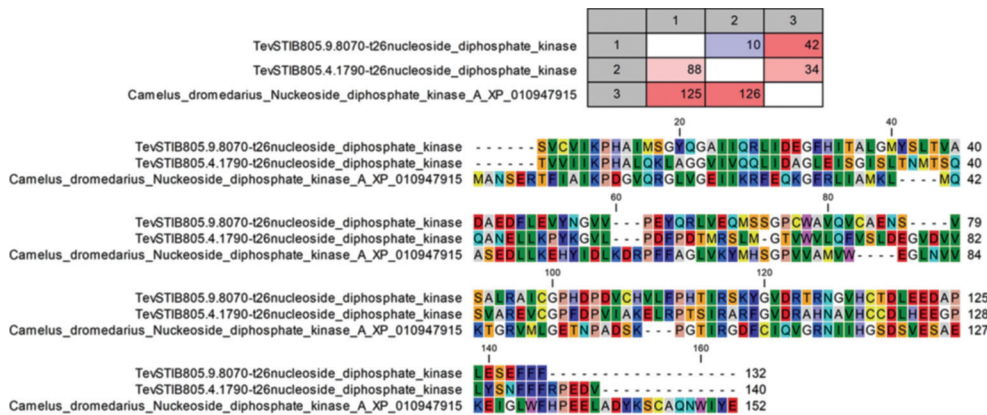 1 2 3
TevSTIB805.9.8070-t26nucleoside_diphosphate_kinase 1 10 42
TevSTIB805.4.1790-t26nucleoside_diphosphate_kinase 2 88 34
Camelus_dromedarius_Nuckeoside_diphosphate_kinase_A_XP_010947915 3 125 126
20 40
TevSTIB805.9.8070-t26nucleoside_diphosphate_kinase ------SVCVIKPHAIMSGYQGAIIQRLIDEGFHITALGMYSLTVA 40
TevSTIB805.4.1790-t26nucleoside_diphosphate_kinase ------TVVIIKPHALQKLAGGVIVQQLIDAGLEISGISLTNMTSQ 40
Camelus_dromedarius_Nuckeoside_diphosphate_kinase_A_XP_010947915 MANSERTFIAIKPDGVQRGLVGEIIKRFEQKGFRLIAMKL----MQ 42
60 80
TevSTIB805.9.8070-t26nucleoside_diphosphate_kinase DAEDFLEVYNGVV---PEYQRLVEQMSSGPCWAVQVCAENS----V 79
TevSTIB805.4.1790-t26nucleoside_diphosphate_kinase QANELLKPYKGVL---PDFPDTMRSLM-GTVWVLQFVSLDEGVDVV 82
Camelus_dromedarius_Nuckeoside_diphosphate_kinase_A_XP_010947915 ASEDLLKEHYIDLKDRPFFAGLVKYMHSGPVVAMVW----EGLNVV 84
100 120
TevSTIB805.9.8070-t26nucleoside_diphosphate_kinase SALRAICGPHDPDVCHVLFPHTIRSKYGVDRTRNGVHCTDLEEDAP 125
TevSTIB805.4.1790-t26nucleoside_diphosphate_kinase SVAREVCGPFDPVIAKELRPTSIRARFGVDRAHNAVHCCDLHEEGP 128
Camelus_dromedarius_Nuckeoside_diphosphate_kinase_A_XP_010947915 KTGRVMLGETNPADSK---PGTIRGDFCIQVGRNIIHGSDSVESAE 127
140 160
TevSTIB805.9.8070-t26nucleoside_diphosphate_kinase LESEFFF------------------ 132
TevSTIB805.4.1790-t26nucleoside_diphosphate_kinase LYSNFFFRPEDV------------- 140
Camelus_dromedarius_Nuckeoside_diphosphate_kinase_A_XP_010947915 KEIGLWFHPEELADYKSCAQNWIYE 152